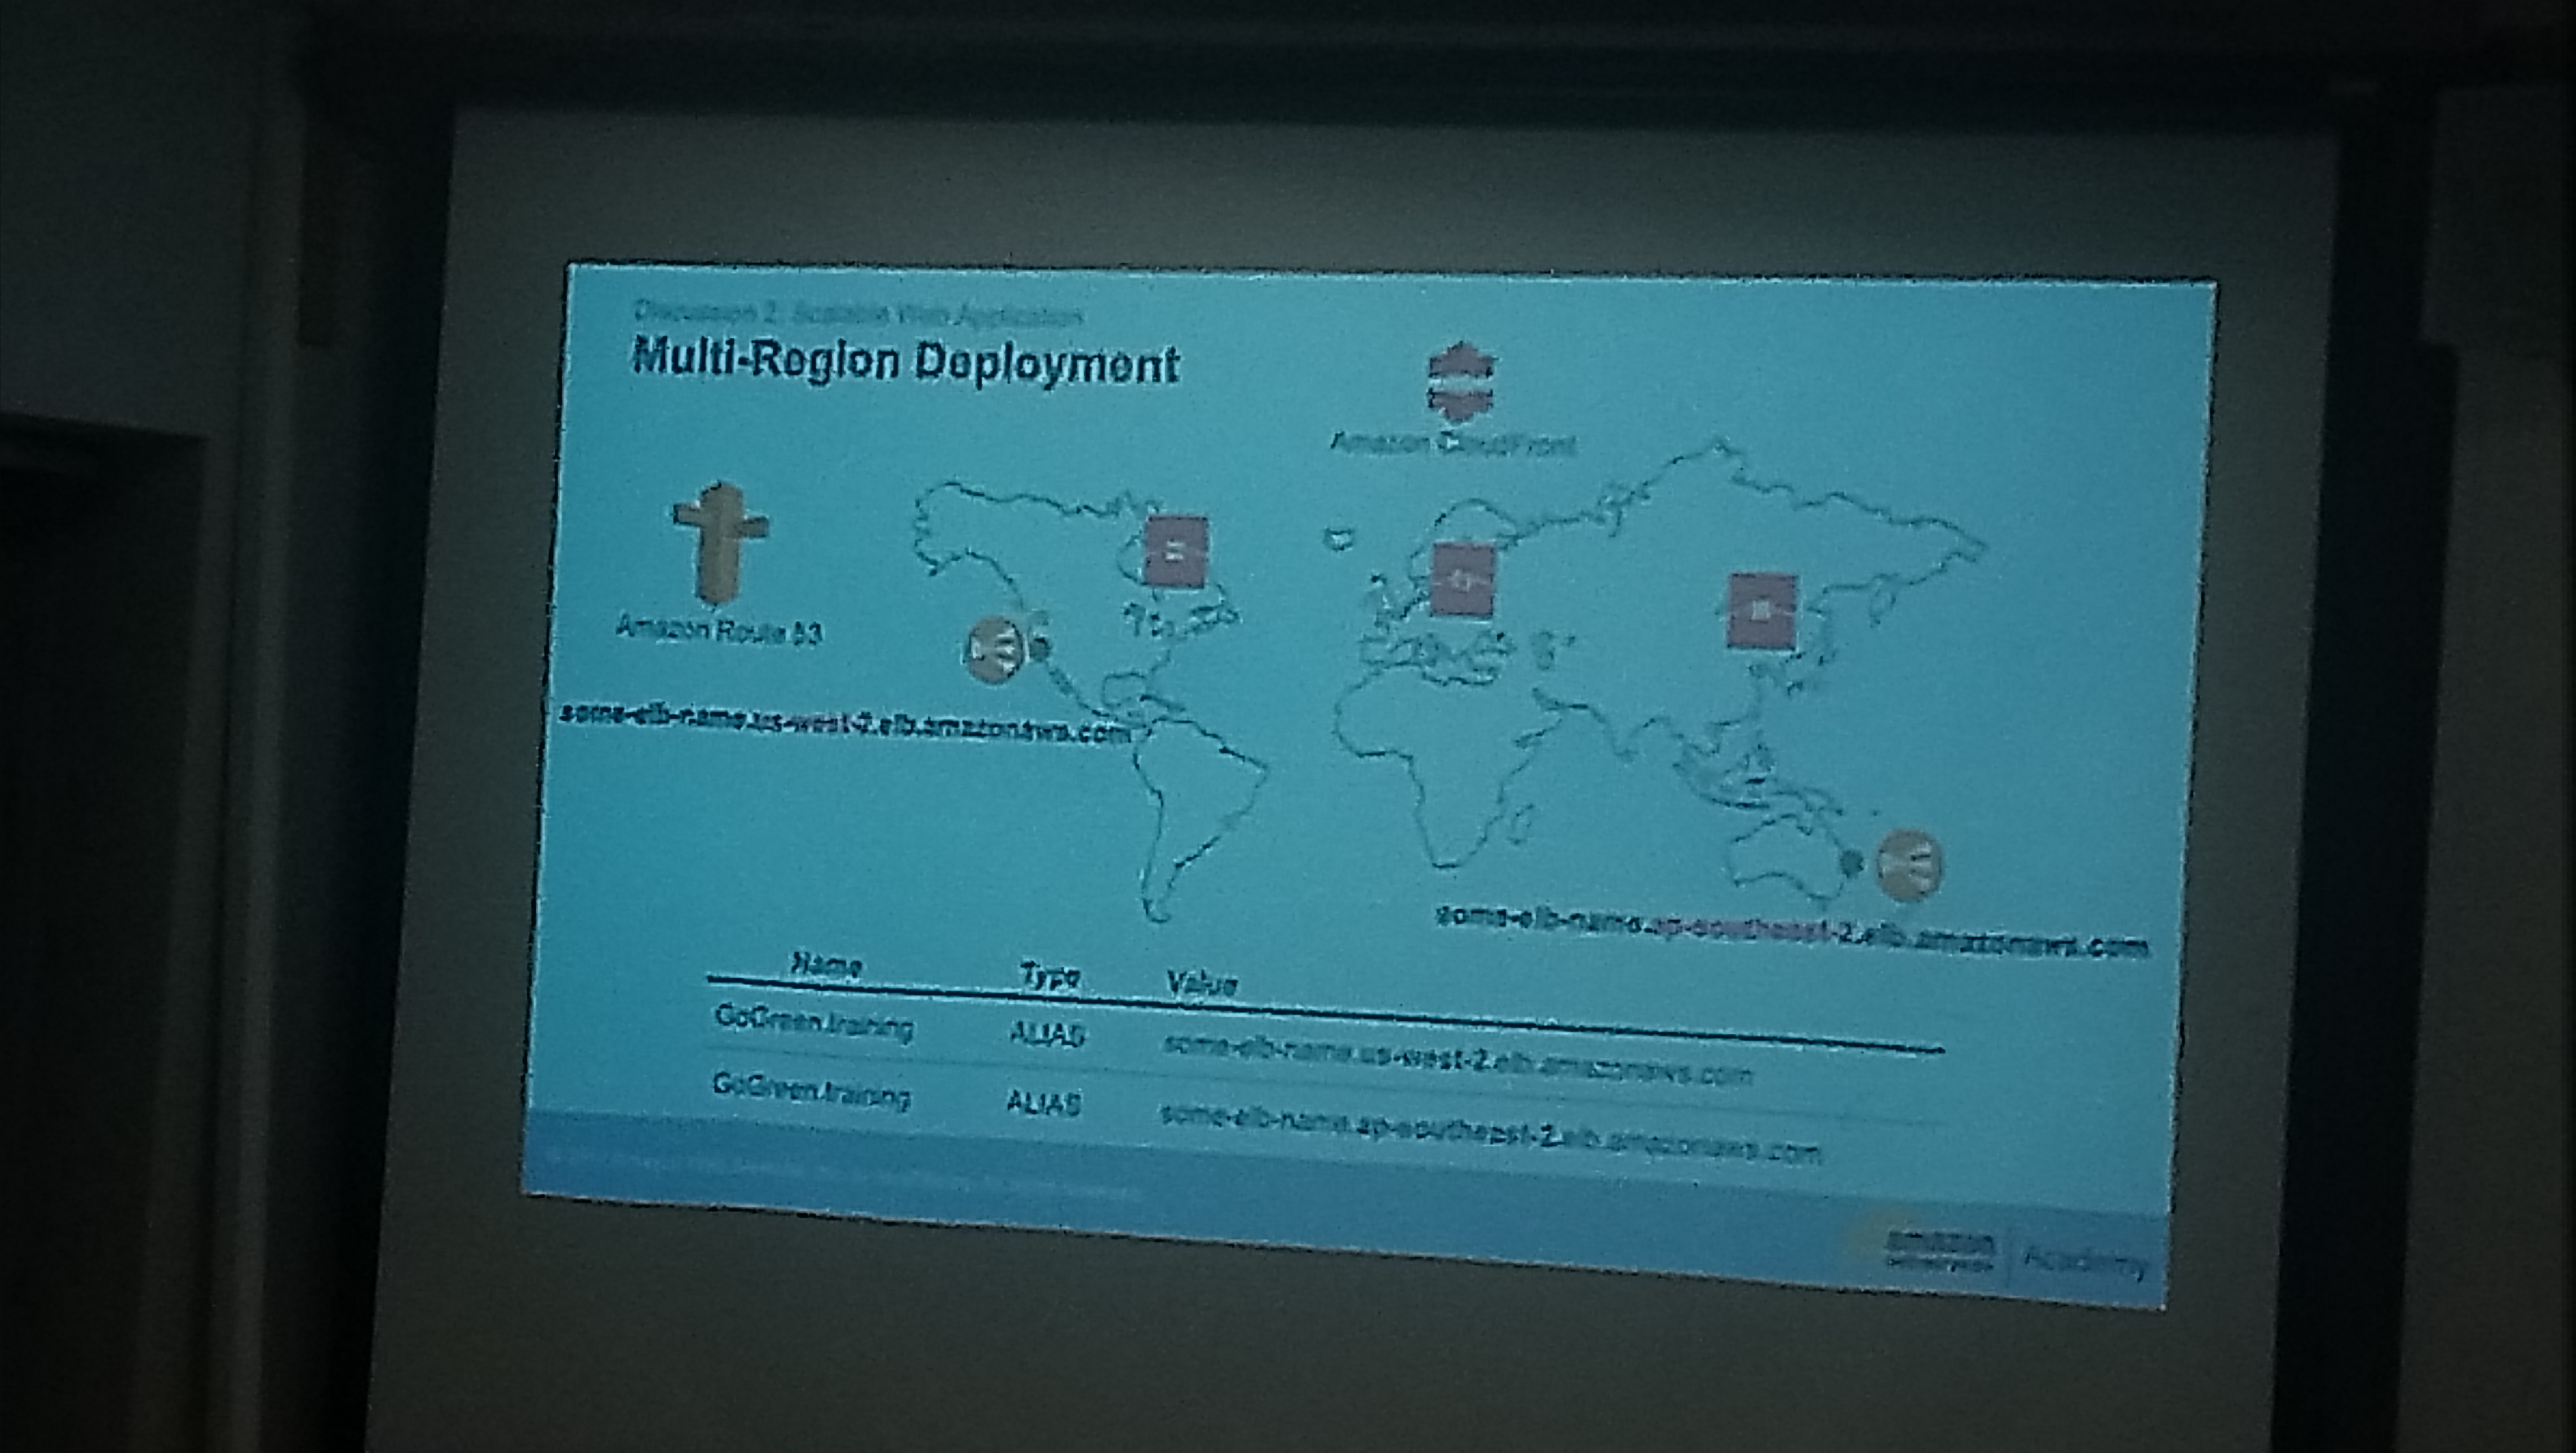 Discussion 2: Scalable Web Application
Multi-Region Deployment
Amazon CloudFront
Amazon Route 53
some-elb-name.us-west-2.elb.amazonaws.com
some-elb-name.ap-southeast-2.elb.amazonaws.com
Name Type Value
GoGreen.training ALIAS some-elb-name.us-west-2.elb.amazonaws.com
GoGreen.training ALIAS some-elb-name.ap-southeast-2.elb.amazonaws.com
amazon Academy